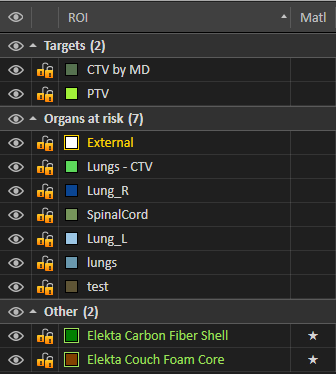 ROI Matl
Targets (2)
CTV by MD
PTV
Organs at risk (7)
External
Lungs - CTV
Lung_R
SpinalCord
Lung_L
lungs
test
Other (2)
Elekta Carbon Fiber Shell
Elekta Couch Foam Core